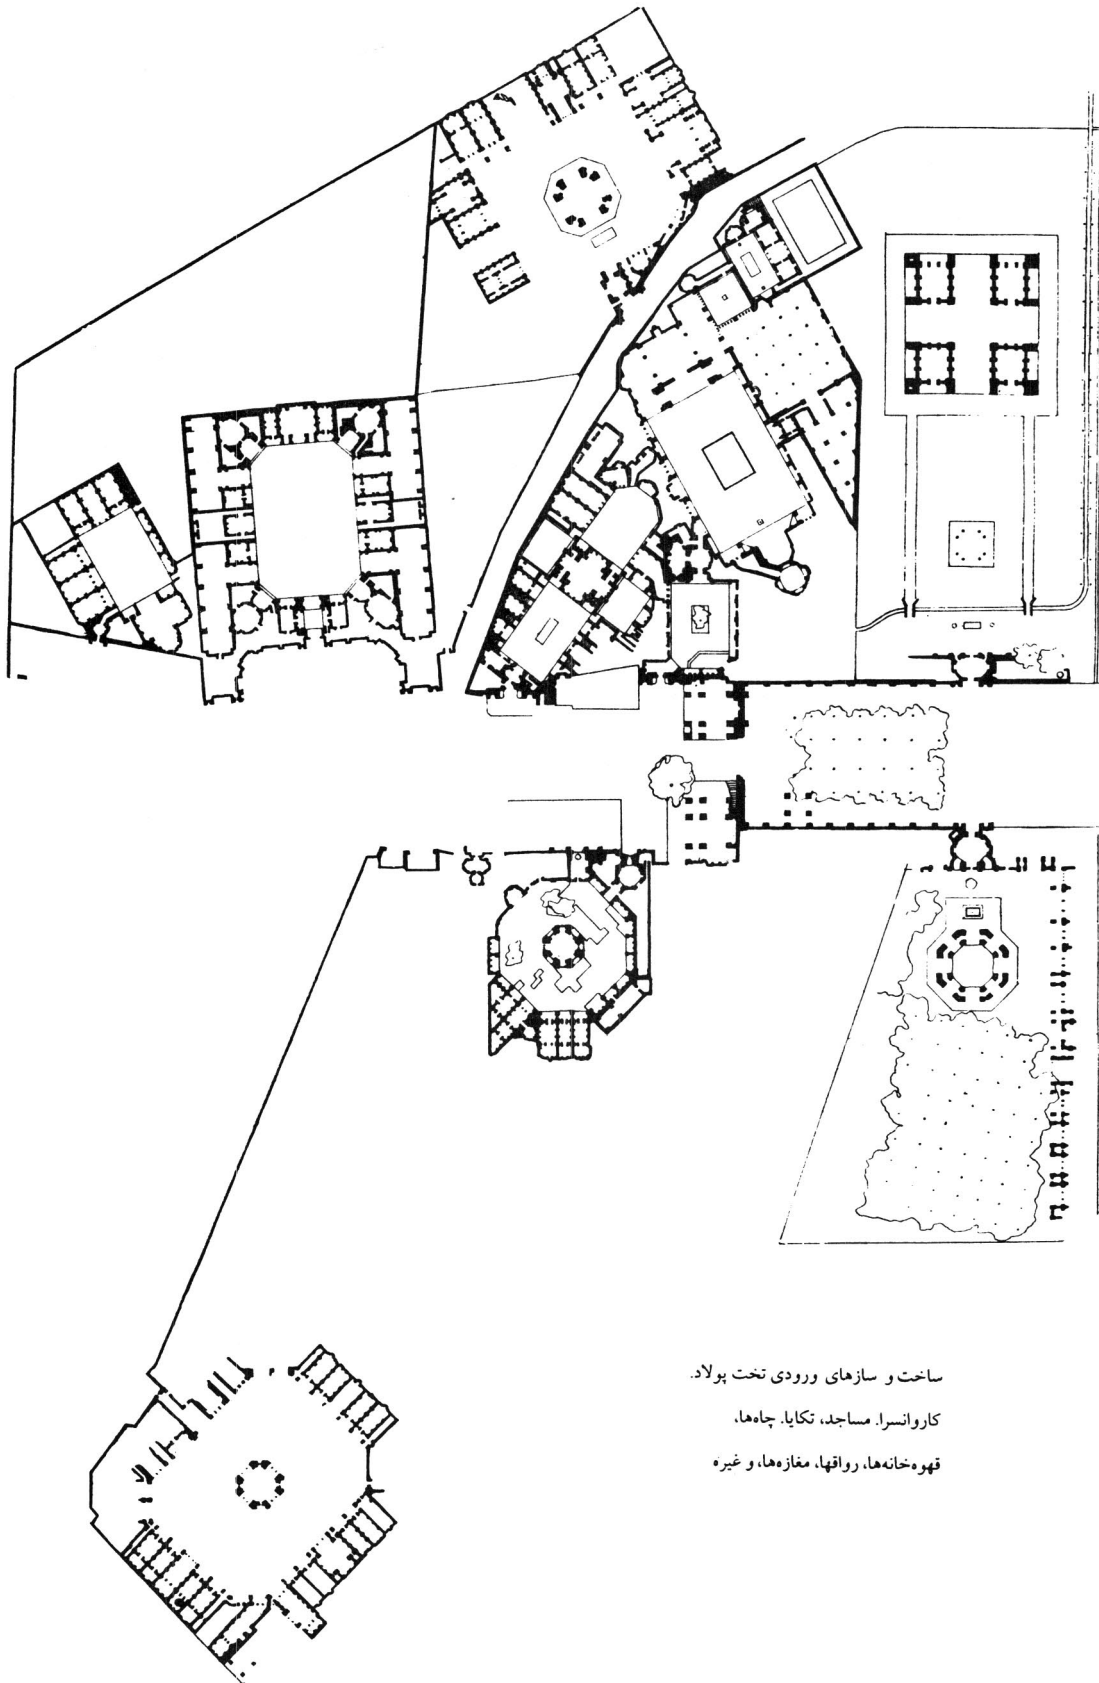 ساخت و سازهای ورودی تخت پولاد.
کاروانسرا. مساجد، تکایا. چاه‌ها،
قهوه‌خانه‌ها، رواقها، مغازه‌ها، و غیره